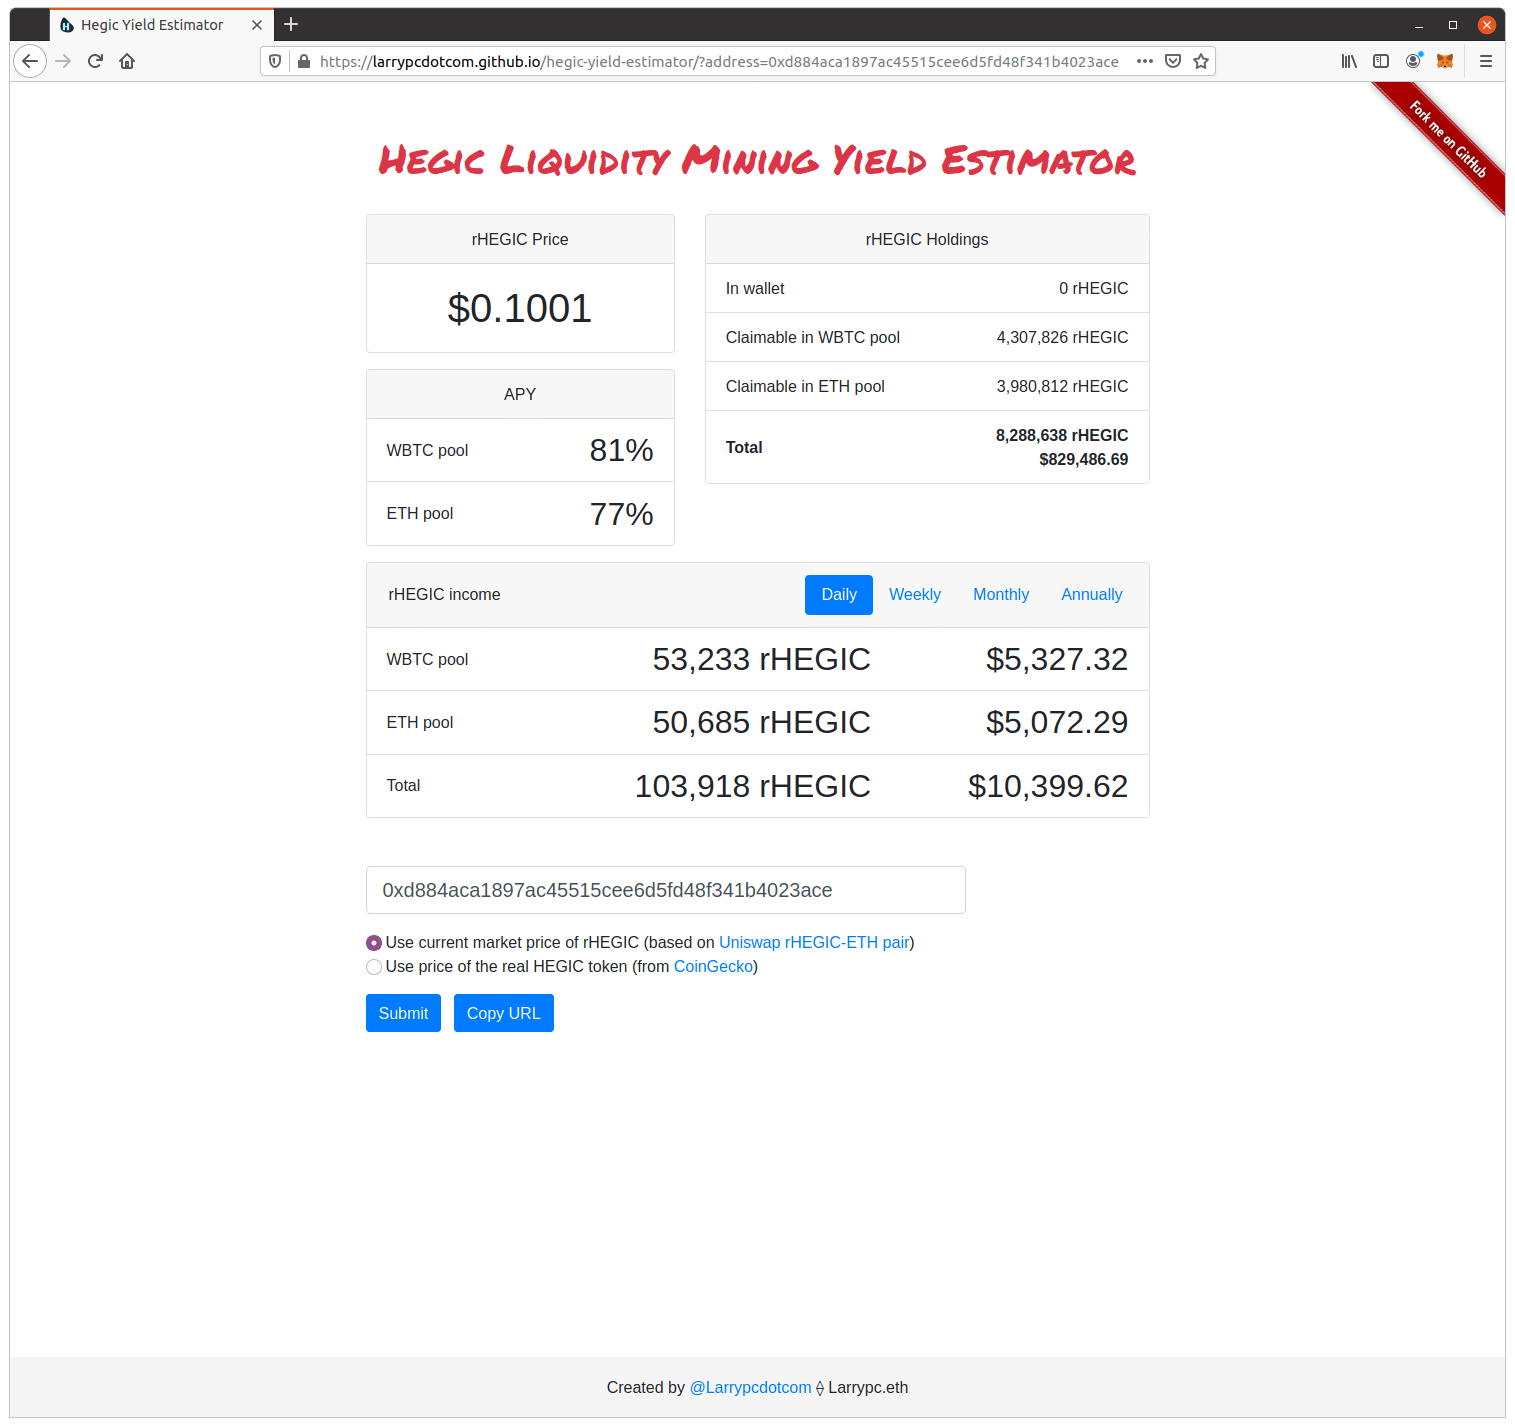 Hegic Yield Estimator
https://larrypcdotcom.github.io/hegic-yield-estimator/?address=0xd884aca1897ac45515cee6d5fd48f341b4023ace
Fork me on GitHub
Hegic Liquidity Mining Yield Estimator
rHEGIC Price
$0.1001
APY
WBTC pool 81%
ETH pool 77%
rHEGIC Holdings
In wallet 0 rHEGIC
Claimable in WBTC pool 4,307,826 rHEGIC
Claimable in ETH pool 3,980,812 rHEGIC
Total 8,288,638 rHEGIC
$829,486.69
rHEGIC income Daily Weekly Monthly Annually
WBTC pool 53,233 rHEGIC $5,327.32
ETH pool 50,685 rHEGIC $5,072.29
Total 103,918 rHEGIC $10,399.62
0xd884aca1897ac45515cee6d5fd48f341b4023ace
Use current market price of rHEGIC (based on Uniswap rHEGIC-ETH pair)
Use price of the real HEGIC token (from CoinGecko)
Submit Copy URL
Created by @Larrypcdotcom ⟠ Larrypc.eth